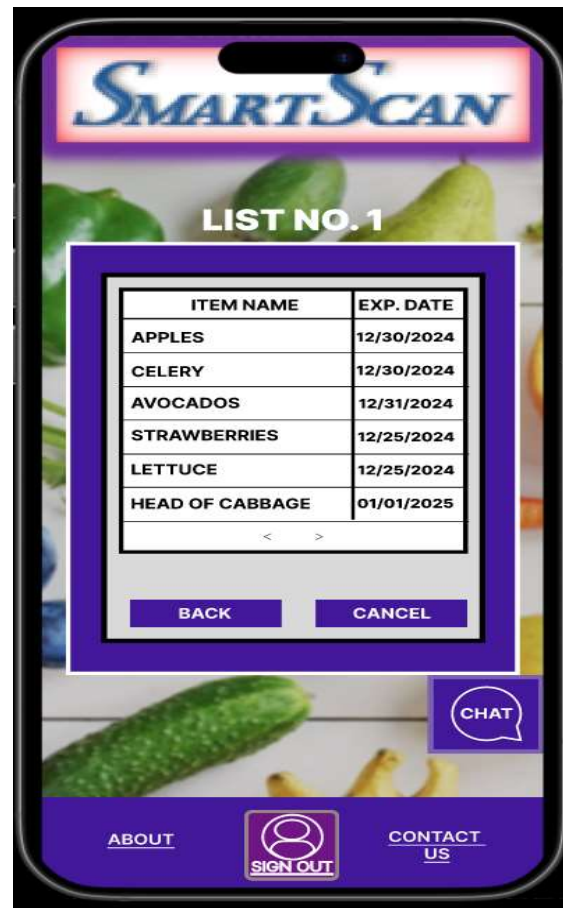 SMARTSCAN
LIST NO. 1
ITEM NAME EXP. DATE
APPLES 12/30/2024
CELERY 12/30/2024
AVOCADOS 12/31/2024
STRAWBERRIES 12/25/2024
LETTUCE 12/25/2024
HEAD OF CABBAGE 01/01/2025
< >
BACK CANCEL
CHAT
ABOUT SIGN OUT CONTACT
US